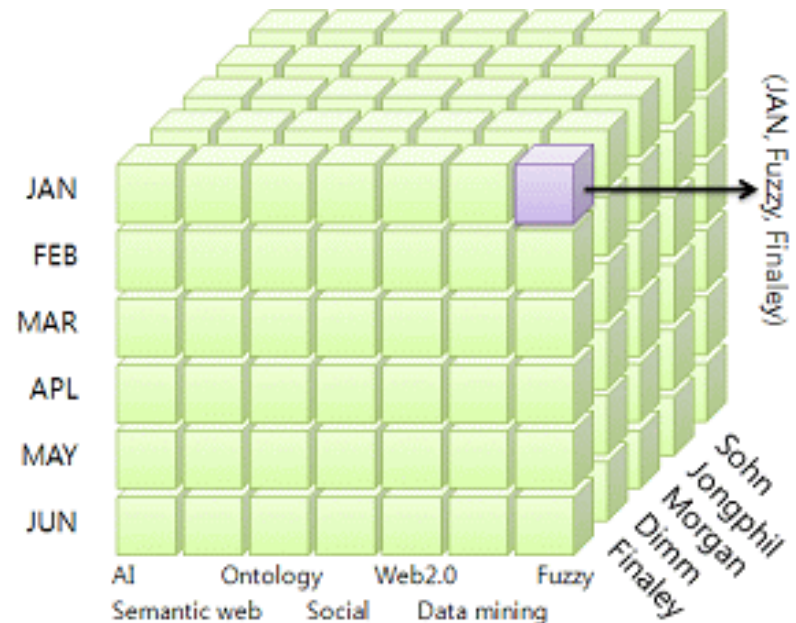 JAN
FEB
MAR
APL
MAY
JUN
(JAN, Fuzzy, Finaley)
Sohn
Jongphil
Morgan
Dimm
Finaley
AI Ontology Web2.0 Fuzzy
Semantic web Social Data mining